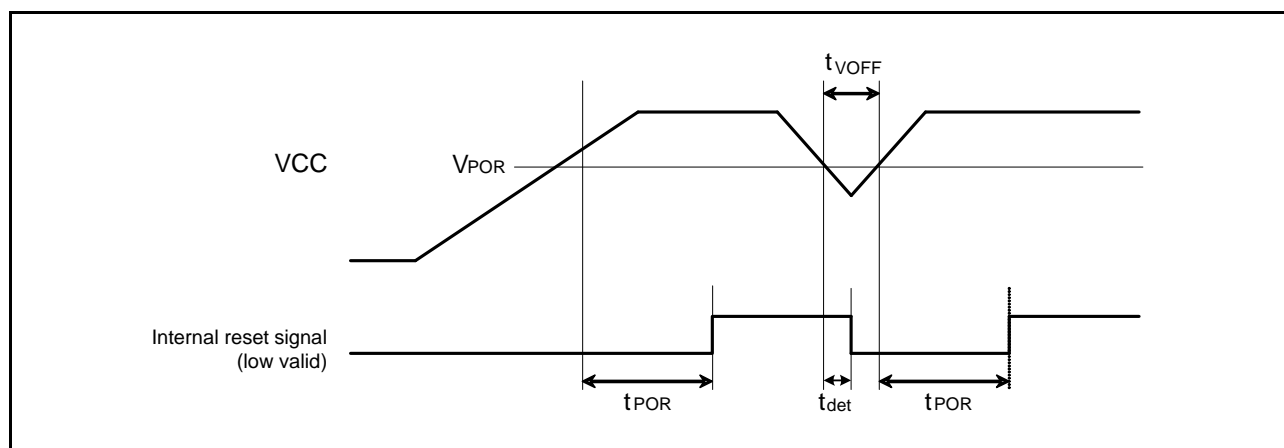 tVOFF
VCC
VPOR
Internal reset signal
(low valid)
tPOR
tdet
tPOR